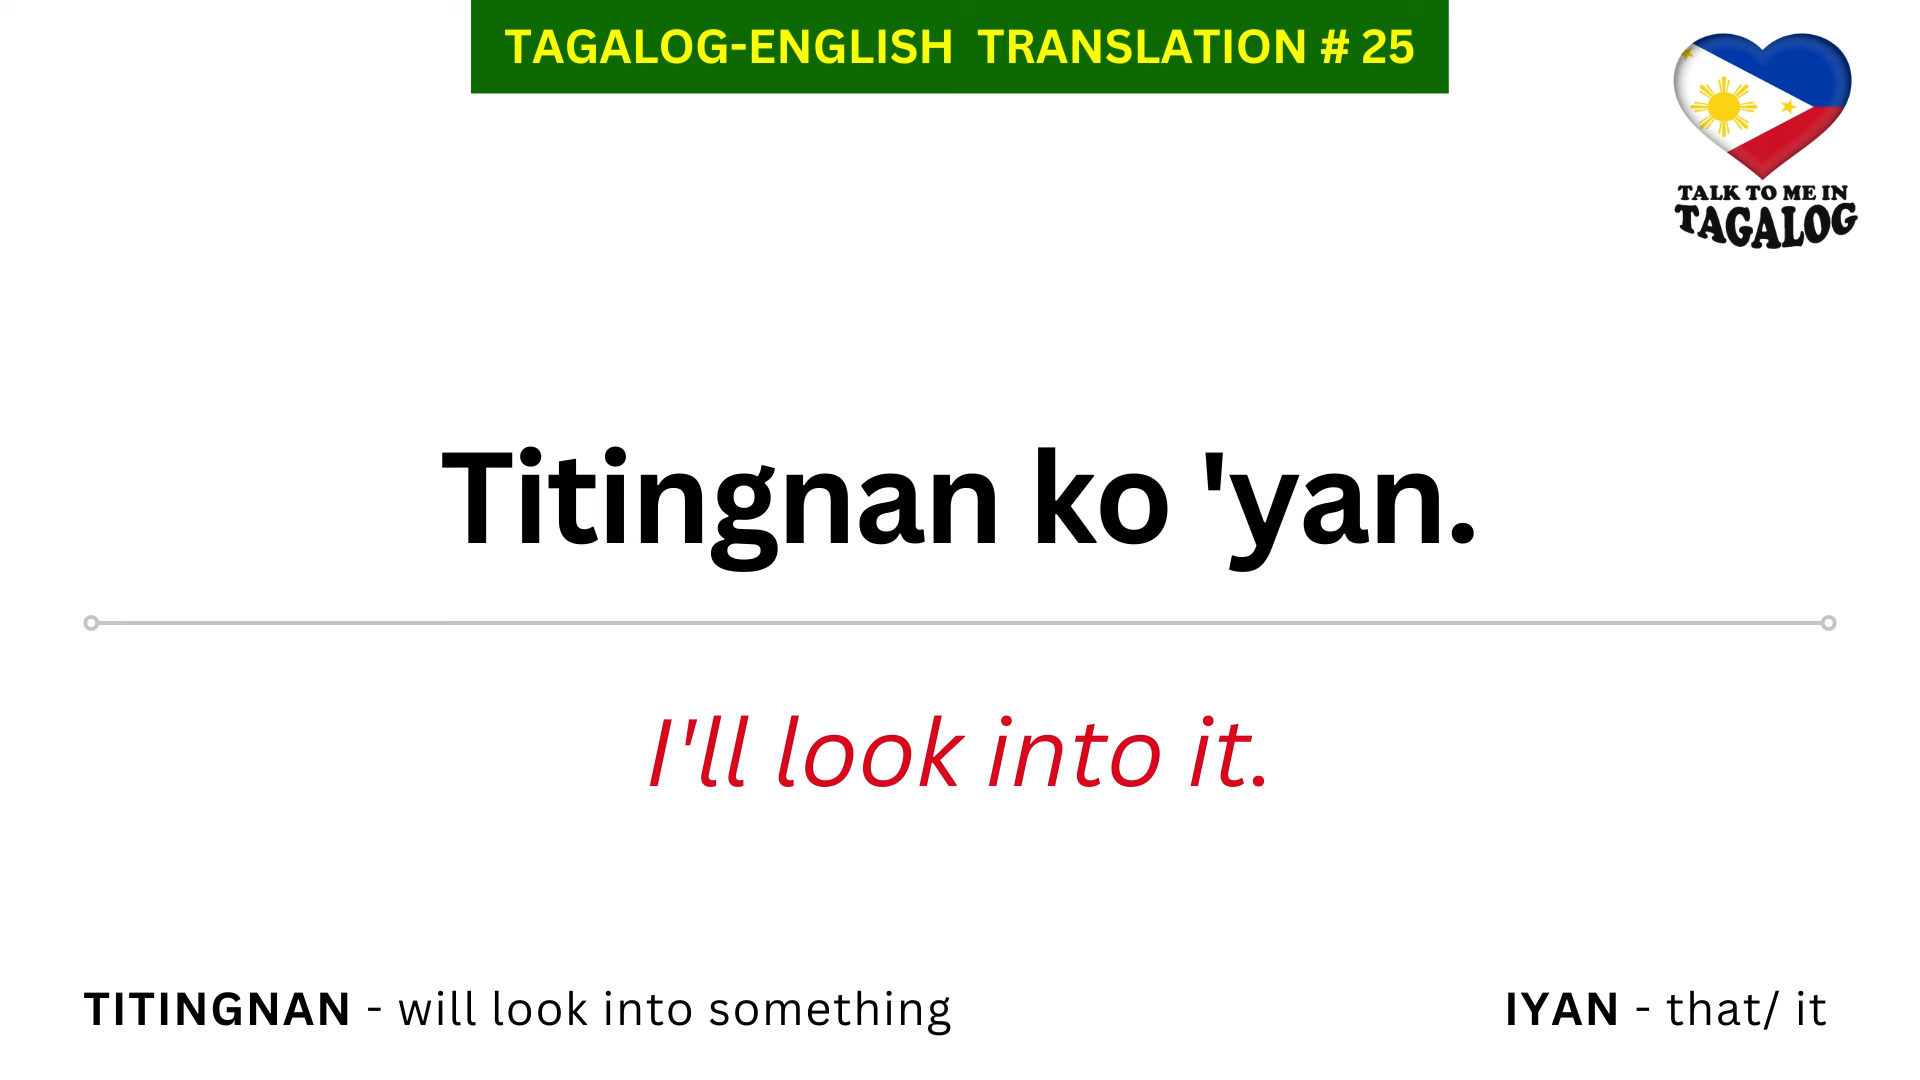 TAGALOG-ENGLISH TRANSLATION # 25
TALK TO ME IN
TAGALOG
Titingnan ko 'yan.
I'll look into it.
TITINGNAN - will look into something
IYAN - that/ it